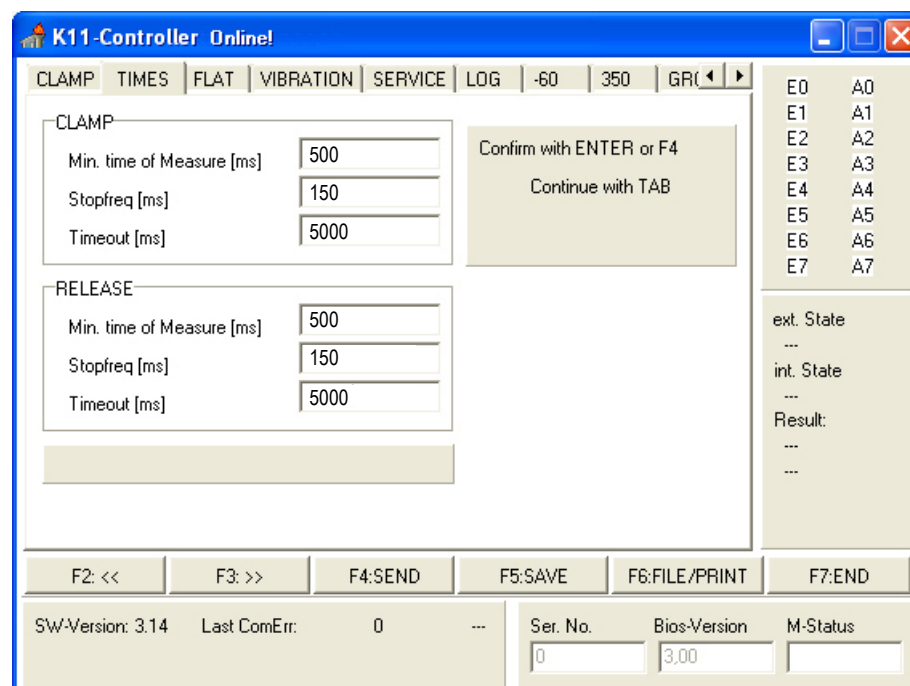 K11-Controller Online!
CLAMP TIMES FLAT VIBRATION SERVICE LOG -60 350 GR(
CLAMP
Min. time of Measure [ms] 500
Stopfreq [ms] 150
Timeout [ms] 5000
Confirm with ENTER or F4
Continue with TAB
RELEASE
Min. time of Measure [ms] 500
Stopfreq [ms] 150
Timeout [ms] 5000
E0 A0
E1 A1
E2 A2
E3 A3
E4 A4
E5 A5
E6 A6
E7 A7
ext. State
---
int. State
---
Result:
---
---
F2: << F3: >> F4:SEND F5:SAVE F6:FILE/PRINT F7:END
SW-Version: 3.14 Last ComErr: 0 --- Ser. No. Bios-Version M-Status
0 3,00